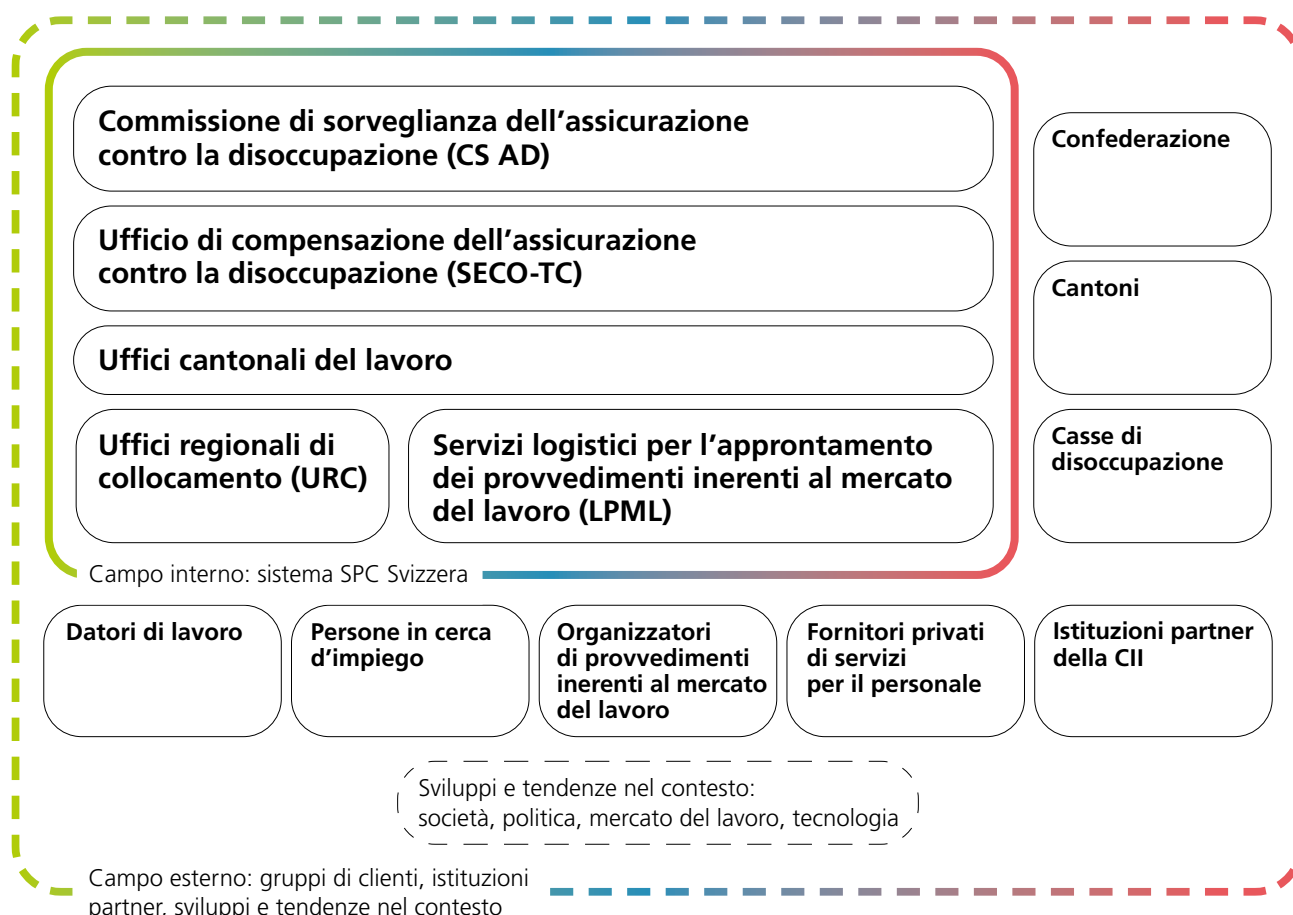 Commissione di sorveglianza dell’assicurazione
contro la disoccupazione (CS AD)
Confederazione
Ufficio di compensazione dell’assicurazione
contro la disoccupazione (SECO-TC)
Cantoni
Uffici cantonali del lavoro
Uffici regionali di
collocamento (URC)
Servizi logistici per l’approntamento
dei provvedimenti inerenti al mercato
del lavoro (LPML)
Casse di
disoccupazione
Campo interno: sistema SPC Svizzera
Datori di lavoro
Persone in cerca
d’impiego
Organizzatori
di provvedimenti
inerenti al mercato
del lavoro
Fornitori privati
di servizi
per il personale
Istituzioni partner
della CII
Sviluppi e tendenze nel contesto:
società, politica, mercato del lavoro, tecnologia
Campo esterno: gruppi di clienti, istituzioni
partner, sviluppi e tendenze nel contesto